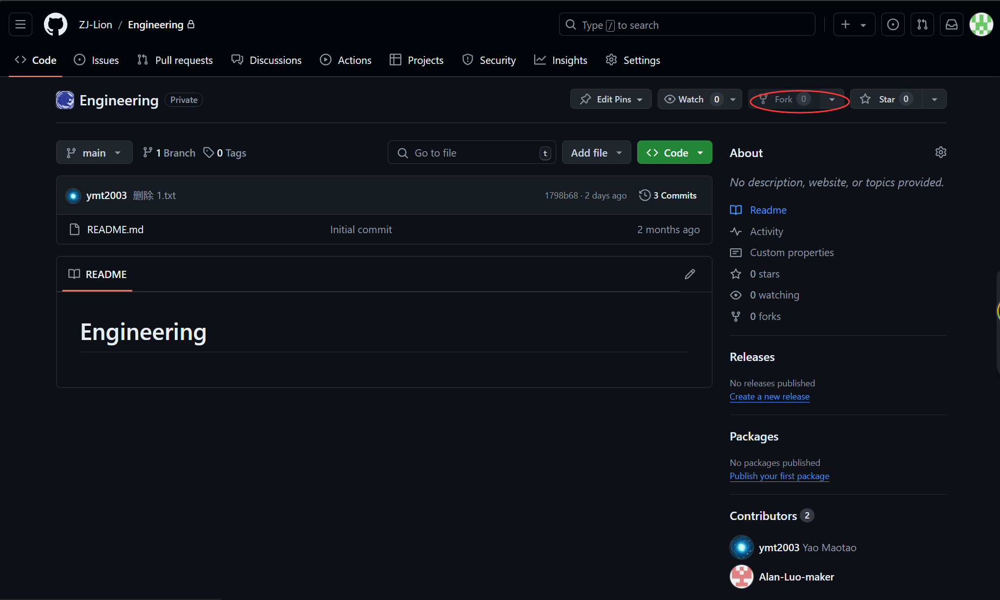 ZJ-Lion / Engineering
Type / to search
Code Issues Pull requests Discussions Actions Projects Security Insights Settings
Engineering Private
Edit Pins Watch 0 Fork 0 Star 0
main 1 Branch 0 Tags
Go to file t Add file Code
ymt2003 删除 1.txt 1798b68 · 2 days ago 3 Commits
README.md Initial commit 2 months ago
README
Engineering
About
No description, website, or topics provided.
Readme
Activity
Custom properties
0 stars
0 watching
0 forks
Releases
No releases published
Create a new release
Packages
No packages published
Publish your first package
Contributors 2
ymt2003 Yao Maotao
Alan-Luo-maker